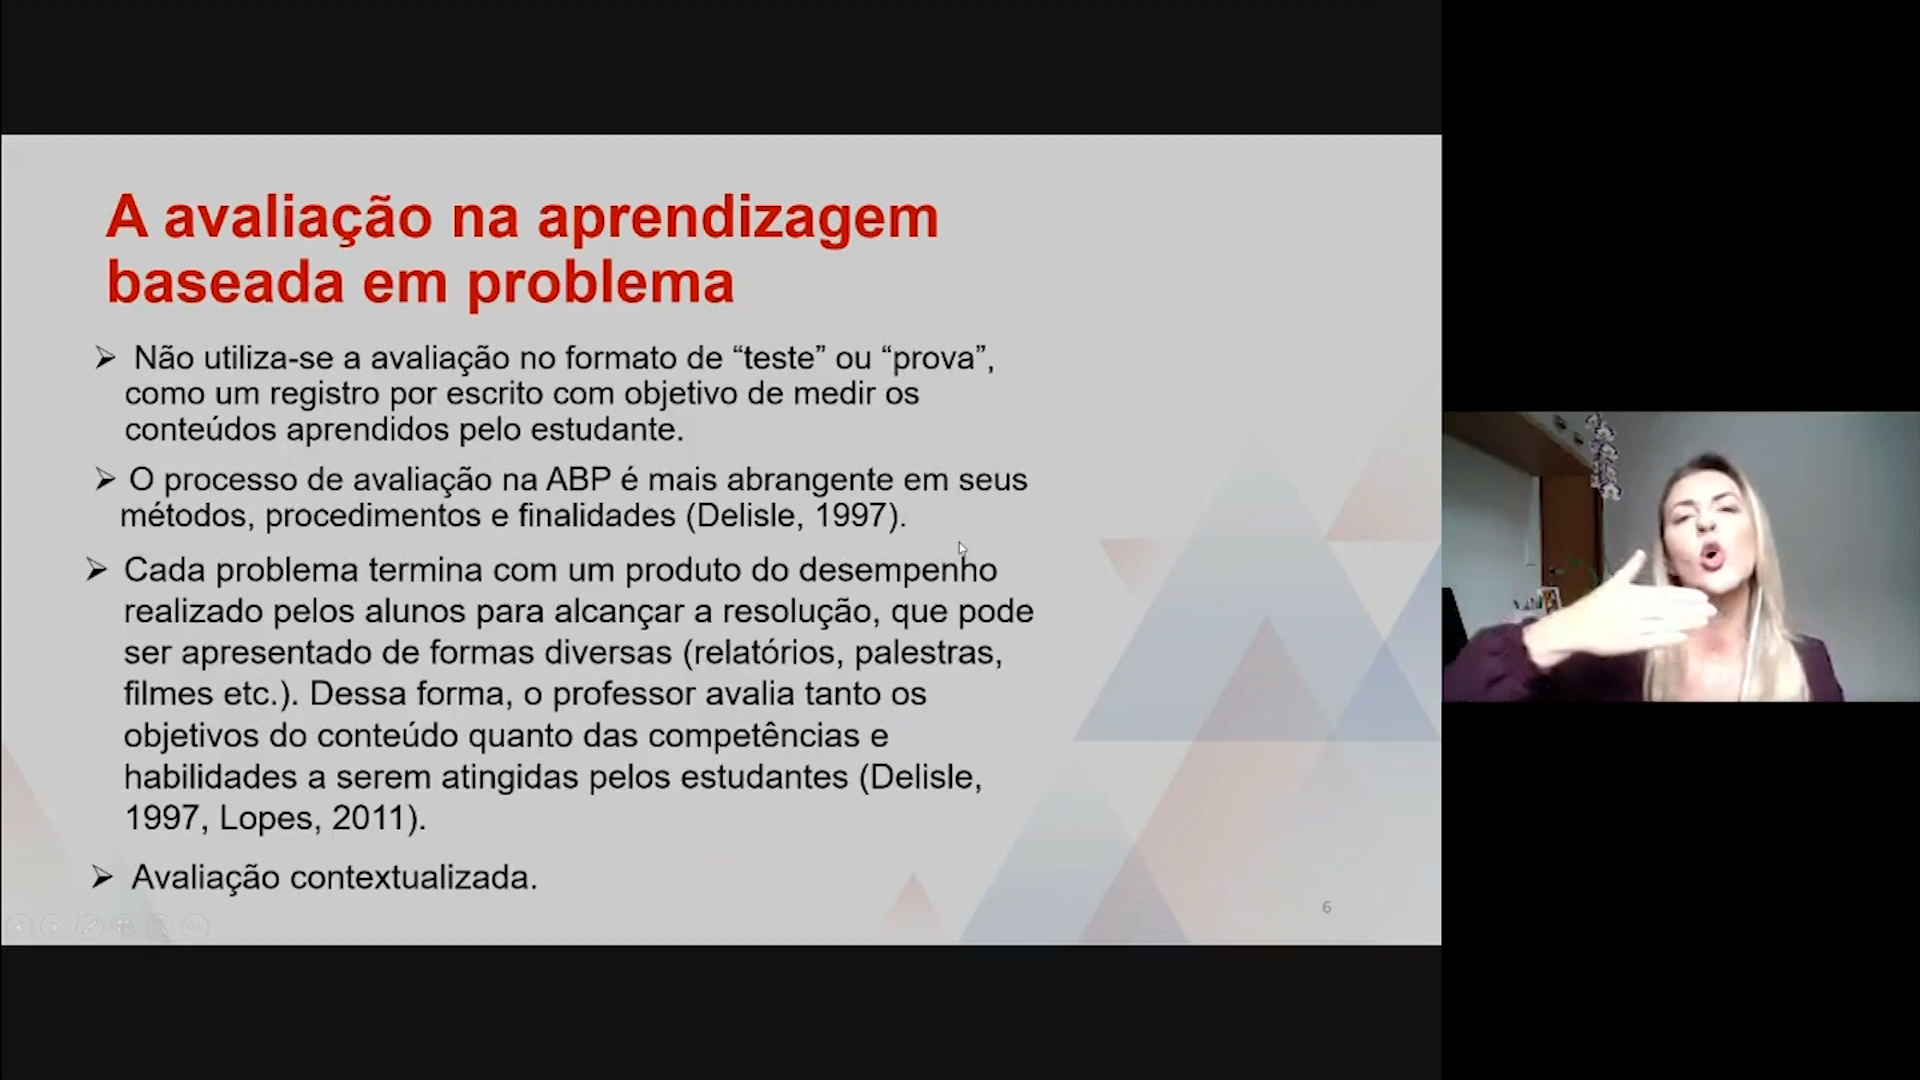 A avaliação na aprendizagem
baseada em problema
➢ Não utiliza-se a avaliação no formato de “teste” ou “prova”,
como um registro por escrito com objetivo de medir os
conteúdos aprendidos pelo estudante.
➢ O processo de avaliação na ABP é mais abrangente em seus
métodos, procedimentos e finalidades (Delisle, 1997).
➢ Cada problema termina com um produto do desempenho
realizado pelos alunos para alcançar a resolução, que pode
ser apresentado de formas diversas (relatórios, palestras,
filmes etc.). Dessa forma, o professor avalia tanto os
objetivos do conteúdo quanto das competências e
habilidades a serem atingidas pelos estudantes (Delisle,
1997, Lopes, 2011).
➢ Avaliação contextualizada.
6